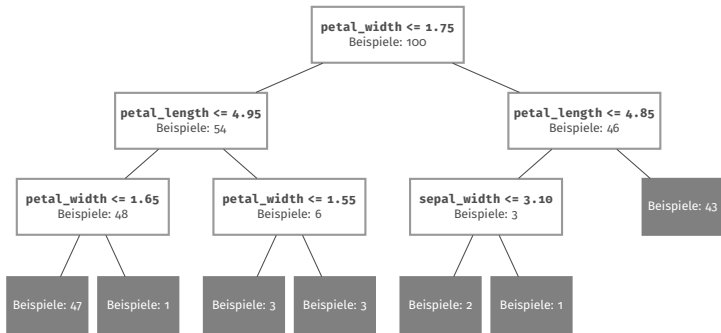 petal_width <= 1.75
Beispiele: 100
petal_length <= 4.95
Beispiele: 54
petal_length <= 4.85
Beispiele: 46
petal_width <= 1.65
Beispiele: 48
petal_width <= 1.55
Beispiele: 6
sepal_width <= 3.10
Beispiele: 3
Beispiele: 43
Beispiele: 47
Beispiele: 1
Beispiele: 3
Beispiele: 3
Beispiele: 2
Beispiele: 1